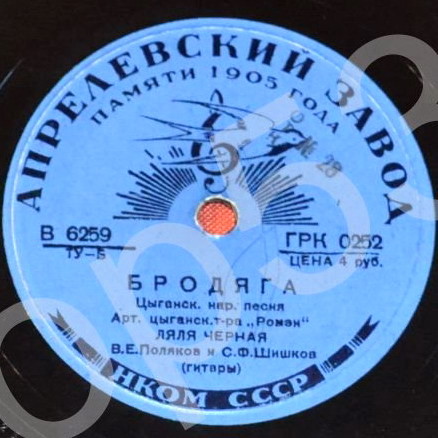 АПРЕЛЕВСКИЙ ЗАВОД
ПАМЯТИ 1905 ГОДА
В 6259
ТУ-Б
ГРК 0252
ЦЕНА 4 руб.
БРОДЯГА
Цыганск. нар. песня
Арт. цыганск.т-ра „Ромэн"
ЛЯЛЯ ЧЕРНАЯ
В.Е.Поляков и С.Ф.Шишков
(гитары)
НКОМ СССР